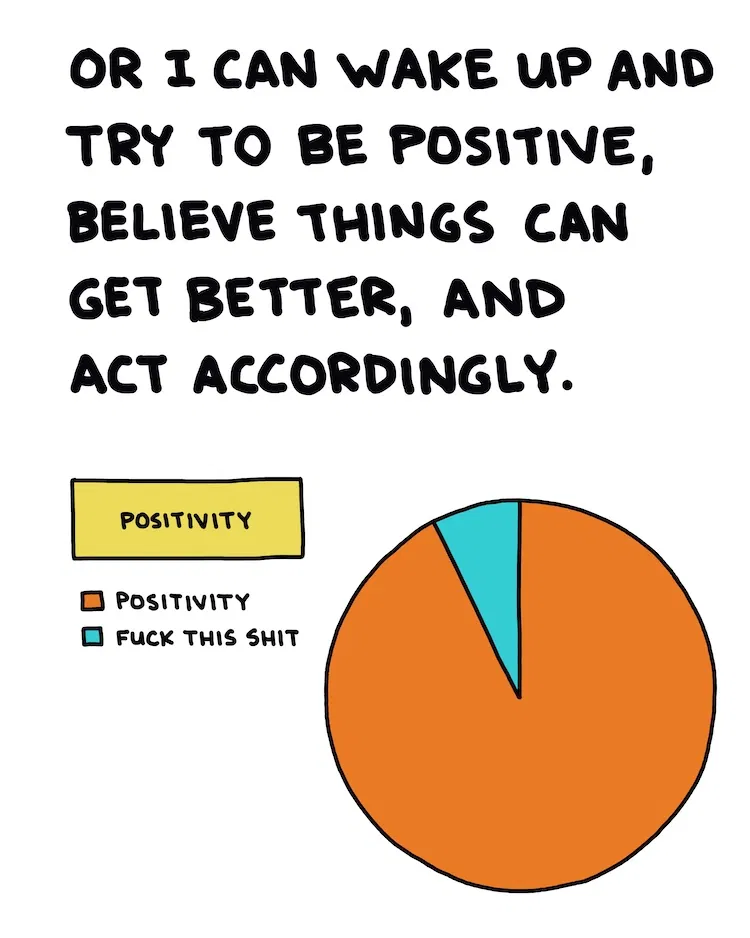 OR I CAN WAKE UP AND
TRY TO BE POSITIVE,
BELIEVE THINGS CAN
GET BETTER, AND
ACT ACCORDINGLY.
POSITIVITY
POSITIVITY
FUCK THIS SHIT